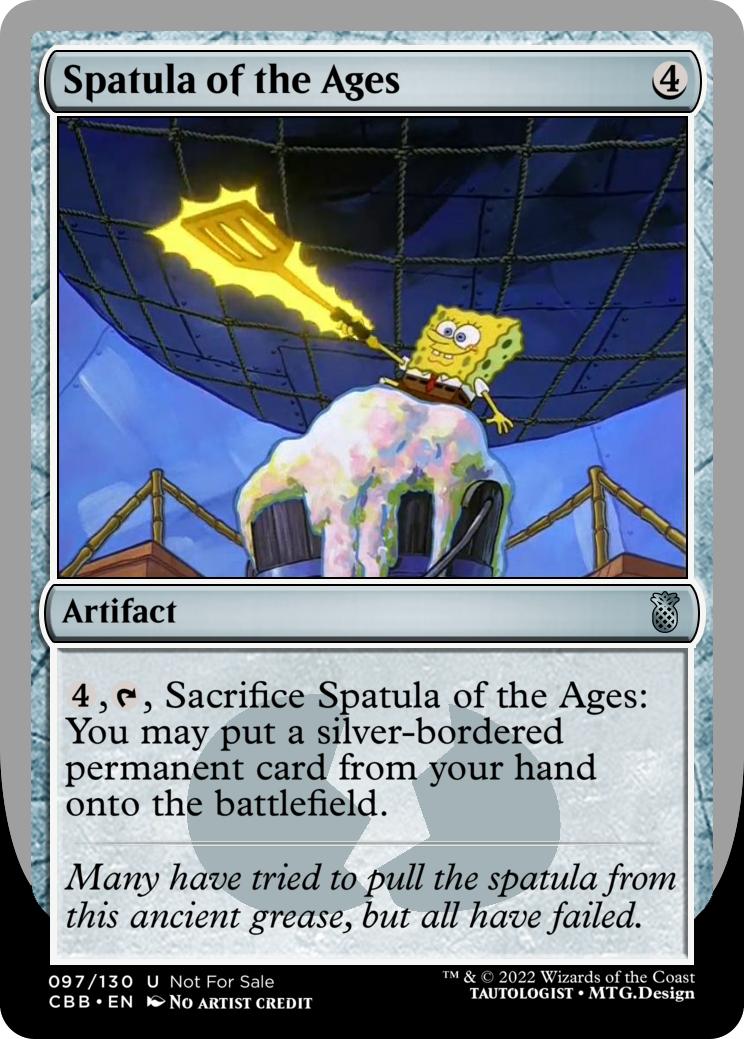 Spatula of the Ages 4
Artifact
4, , Sacrifice Spatula of the Ages:
You may put a silver-bordered
permanent card from your hand
onto the battlefield.
Many have tried to pull the spatula from
this ancient grease, but all have failed.
097/130 U Not For Sale
CBB • EN No Artist Credit
™ & © 2022 Wizards of the Coast
Tautologist • MTG.Design